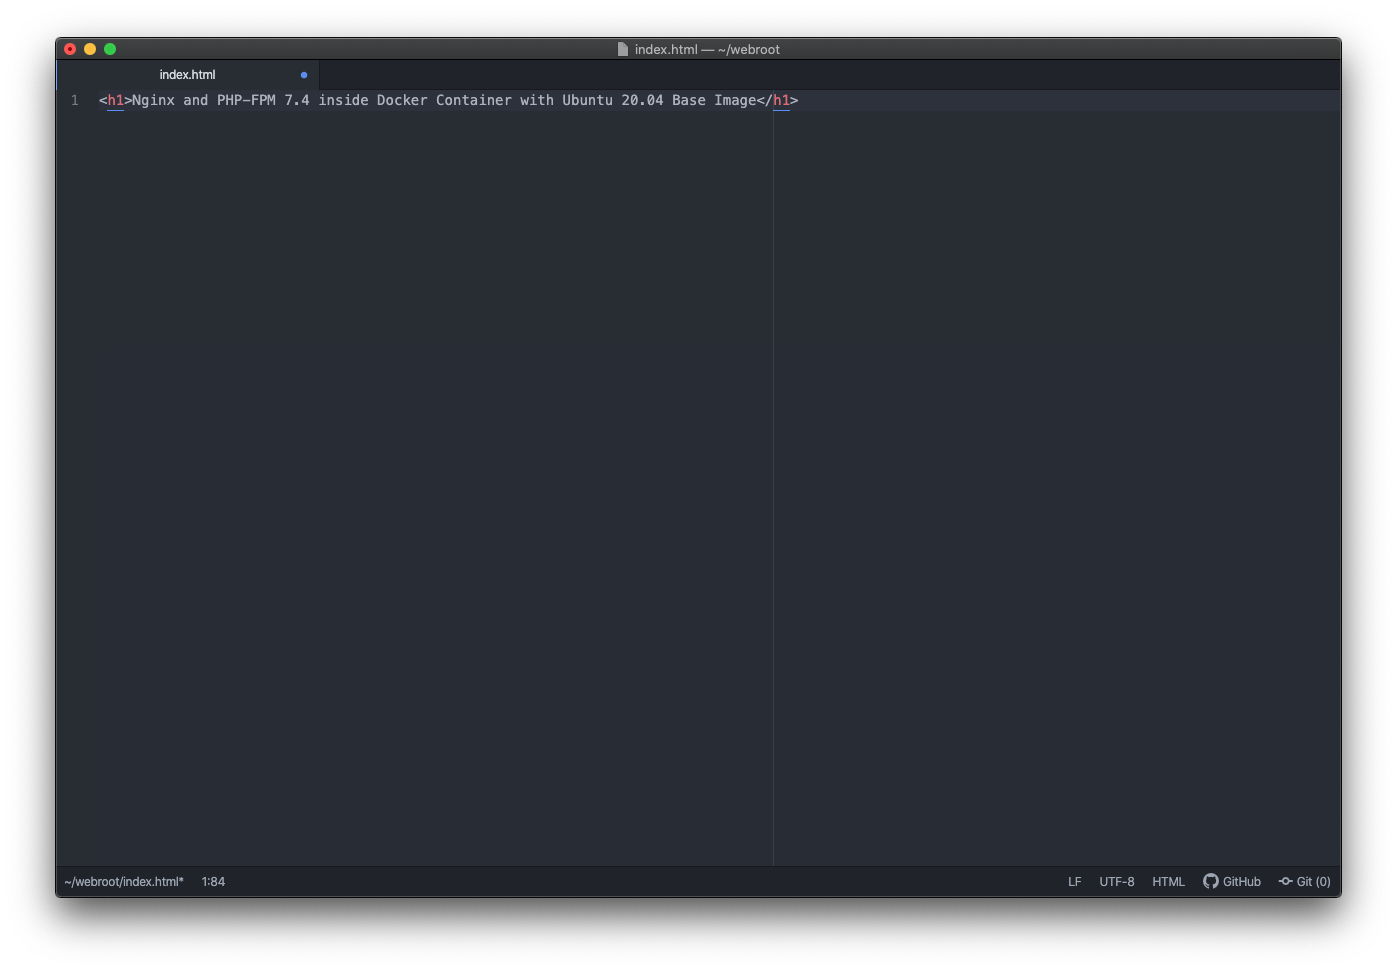 index.html — ~/webroot
index.html
1 <h1>Nginx and PHP-FPM 7.4 inside Docker Container with Ubuntu 20.04 Base Image</h1>
~/webroot/index.html* 1:84 LF UTF-8 HTML GitHub Git (0)